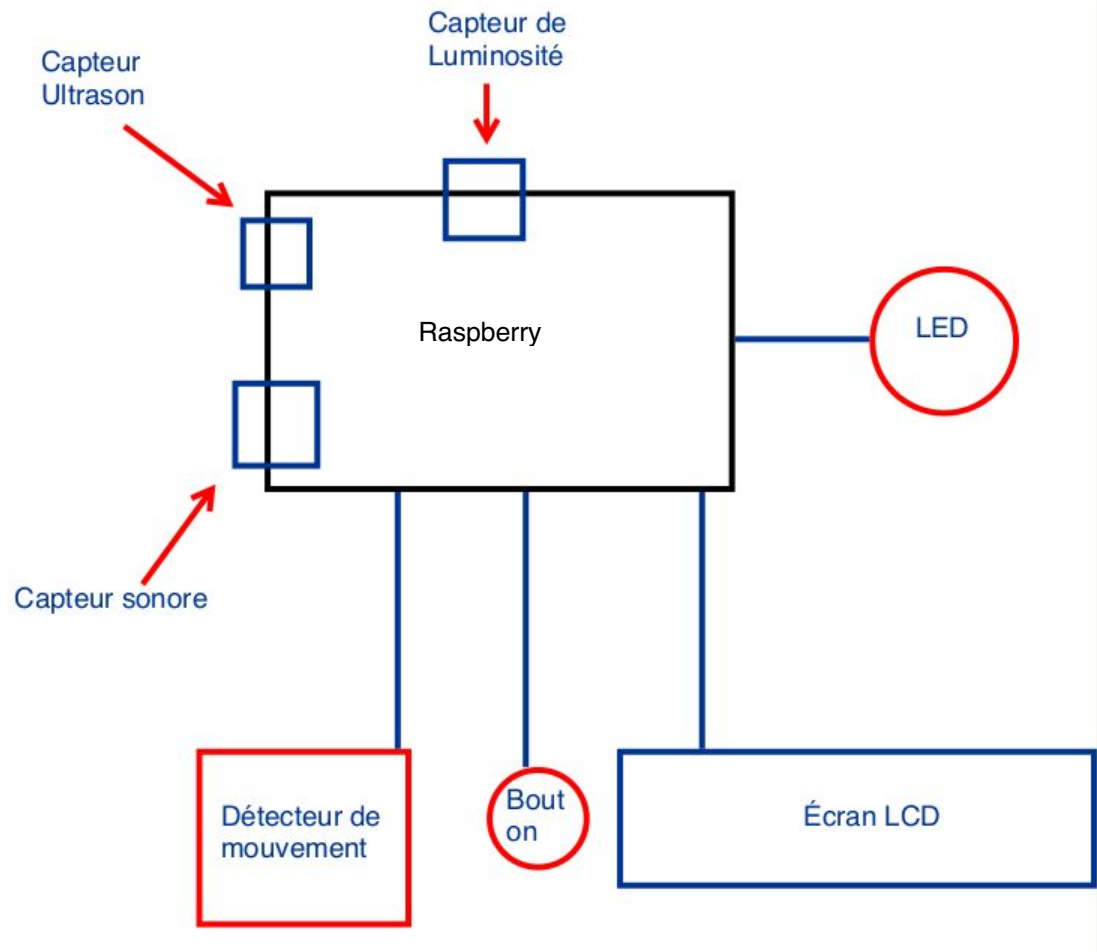 Capteur de
Luminosité
Capteur
Ultrason
Raspberry
LED
Capteur sonore
Détecteur de
mouvement
Bout
on
Écran LCD